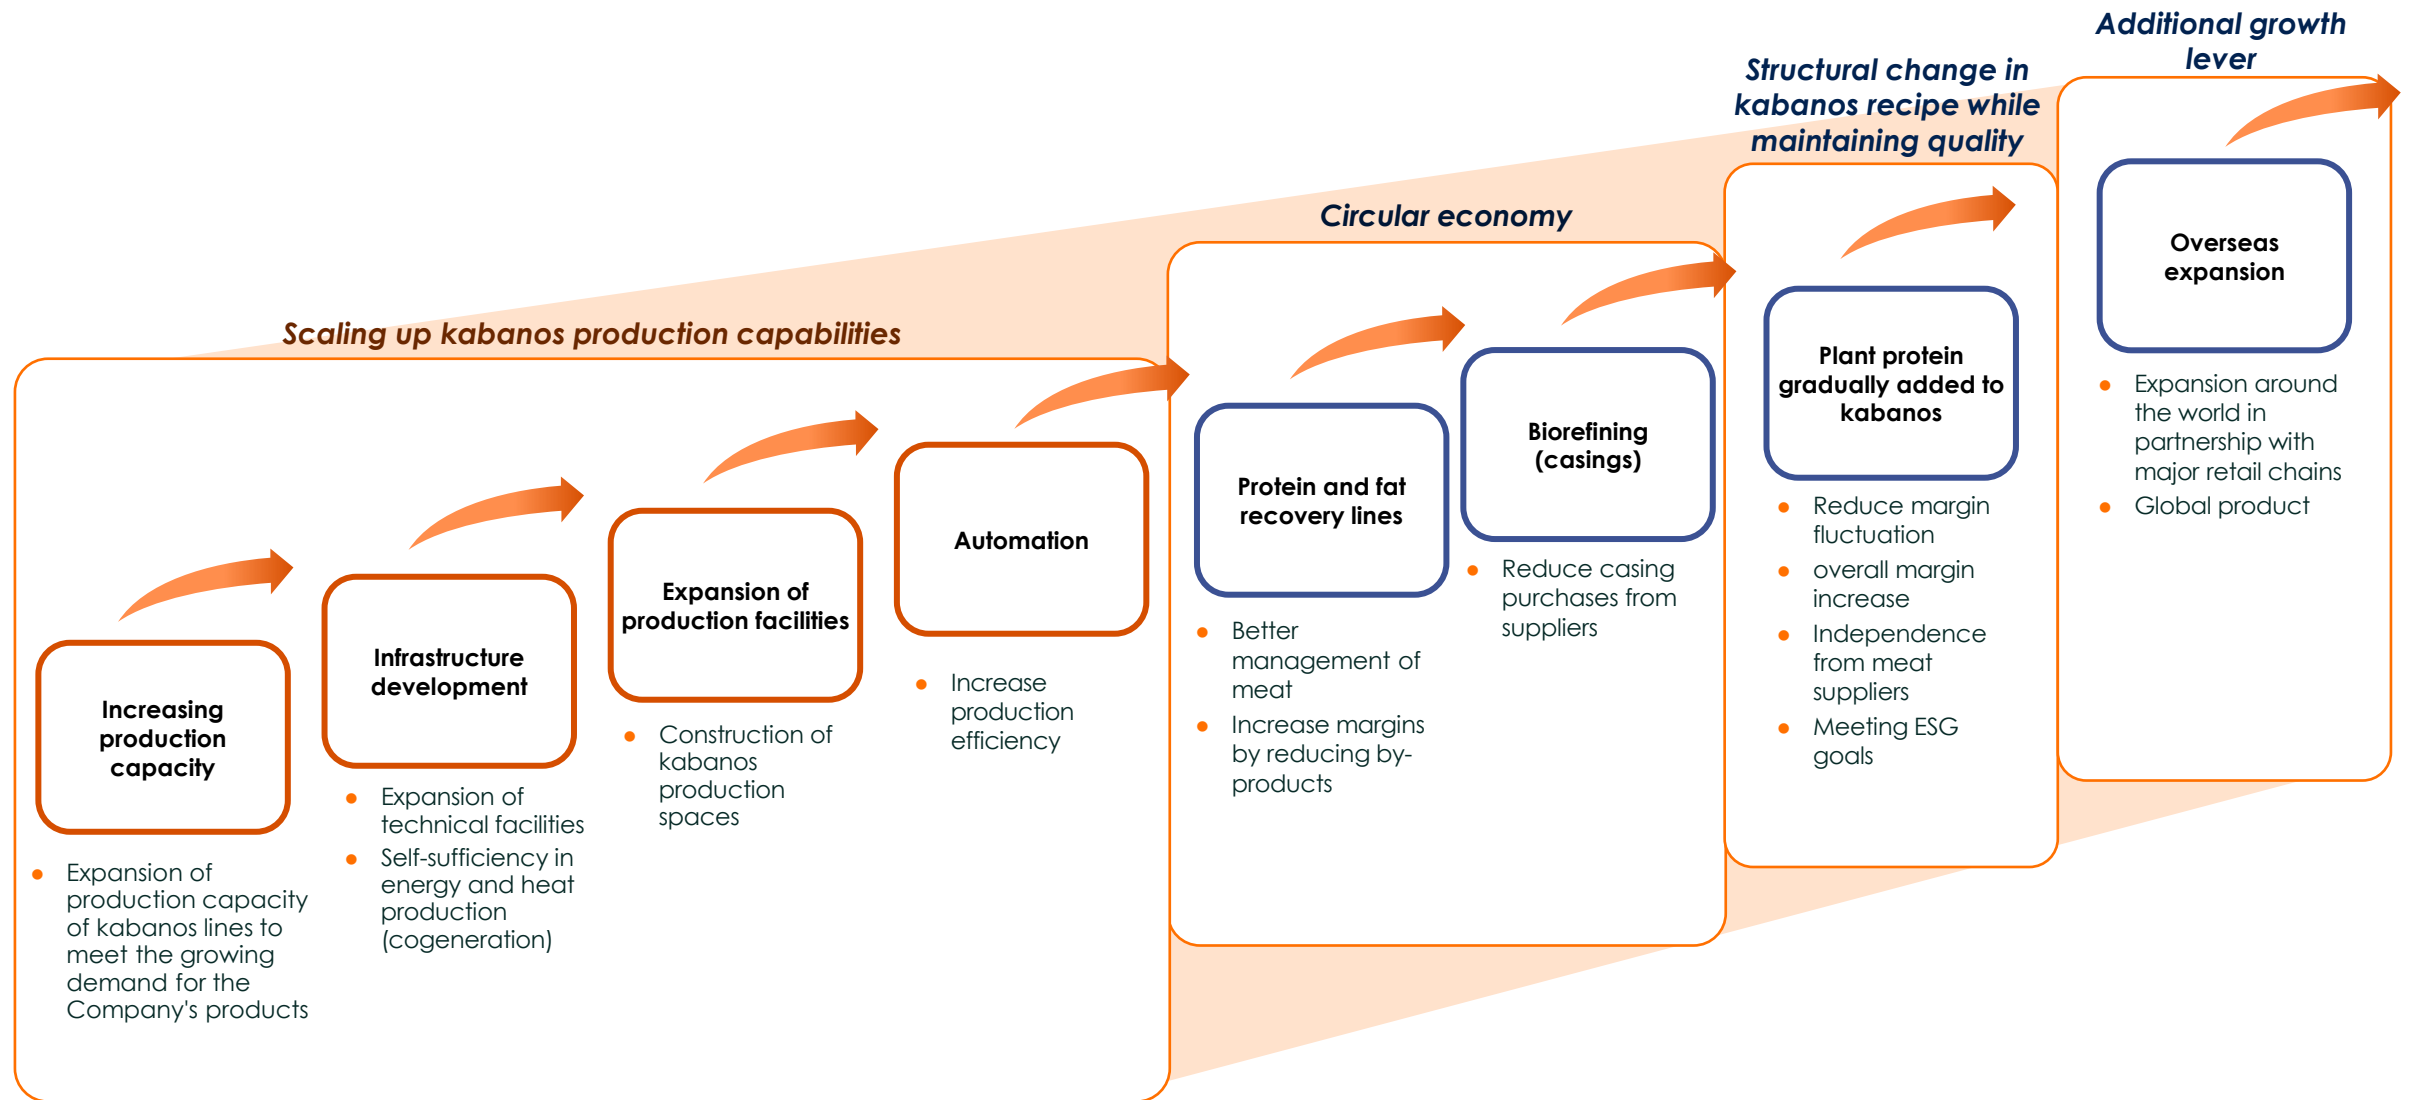 Scaling up kabanos production capabilities
Increasing
production
capacity
● Expansion of
production capacity
of kabanos lines to
meet the growing
demand for the
Company's products
Infrastructure
development
● Expansion of
technical facilities
● Self-sufficiency in
energy and heat
production
(cogeneration)
Expansion of
production facilities
● Construction of
kabanos
production
spaces
Automation
● Increase
production
efficiency
Circular economy
Protein and fat
recovery lines
● Better
management of
meat
● Increase margins
by reducing by-
products
Biorefining
(casings)
● Reduce casing
purchases from
suppliers
Structural change in
kabanos recipe while
maintaining quality
Plant protein
gradually added to
kabanos
● Reduce margin
fluctuation
● overall margin
increase
● Independence
from meat
suppliers
● Meeting ESG
goals
Additional growth
lever
Overseas
expansion
● Expansion around
the world in
partnership with
major retail chains
● Global product